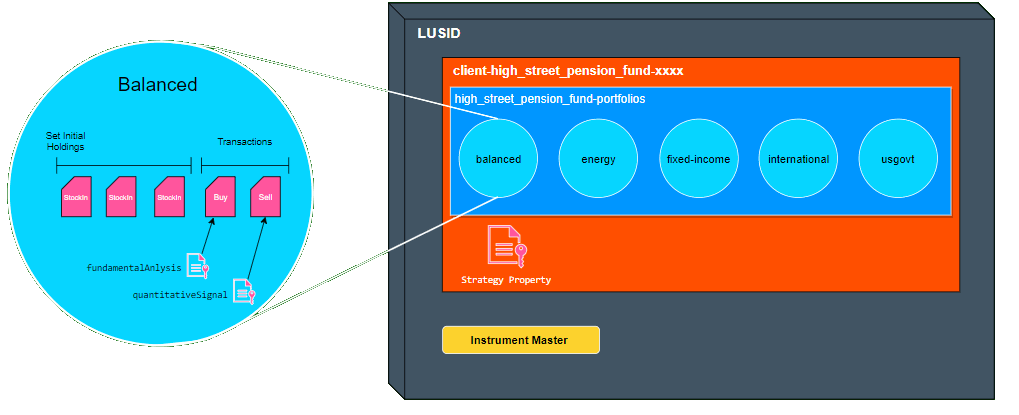 LUSID
client-high_street_pension_fund-xxxx
high_street_pension_fund-portfolios
balanced
energy
fixed-income
international
usgovt
Strategy Property
Instrument Master
Balanced
Set Initial
Holdings
Transactions
StockIn
StockIn
StockIn
Buy
Sell
fundamentalAnlysis
quantitativeSignal